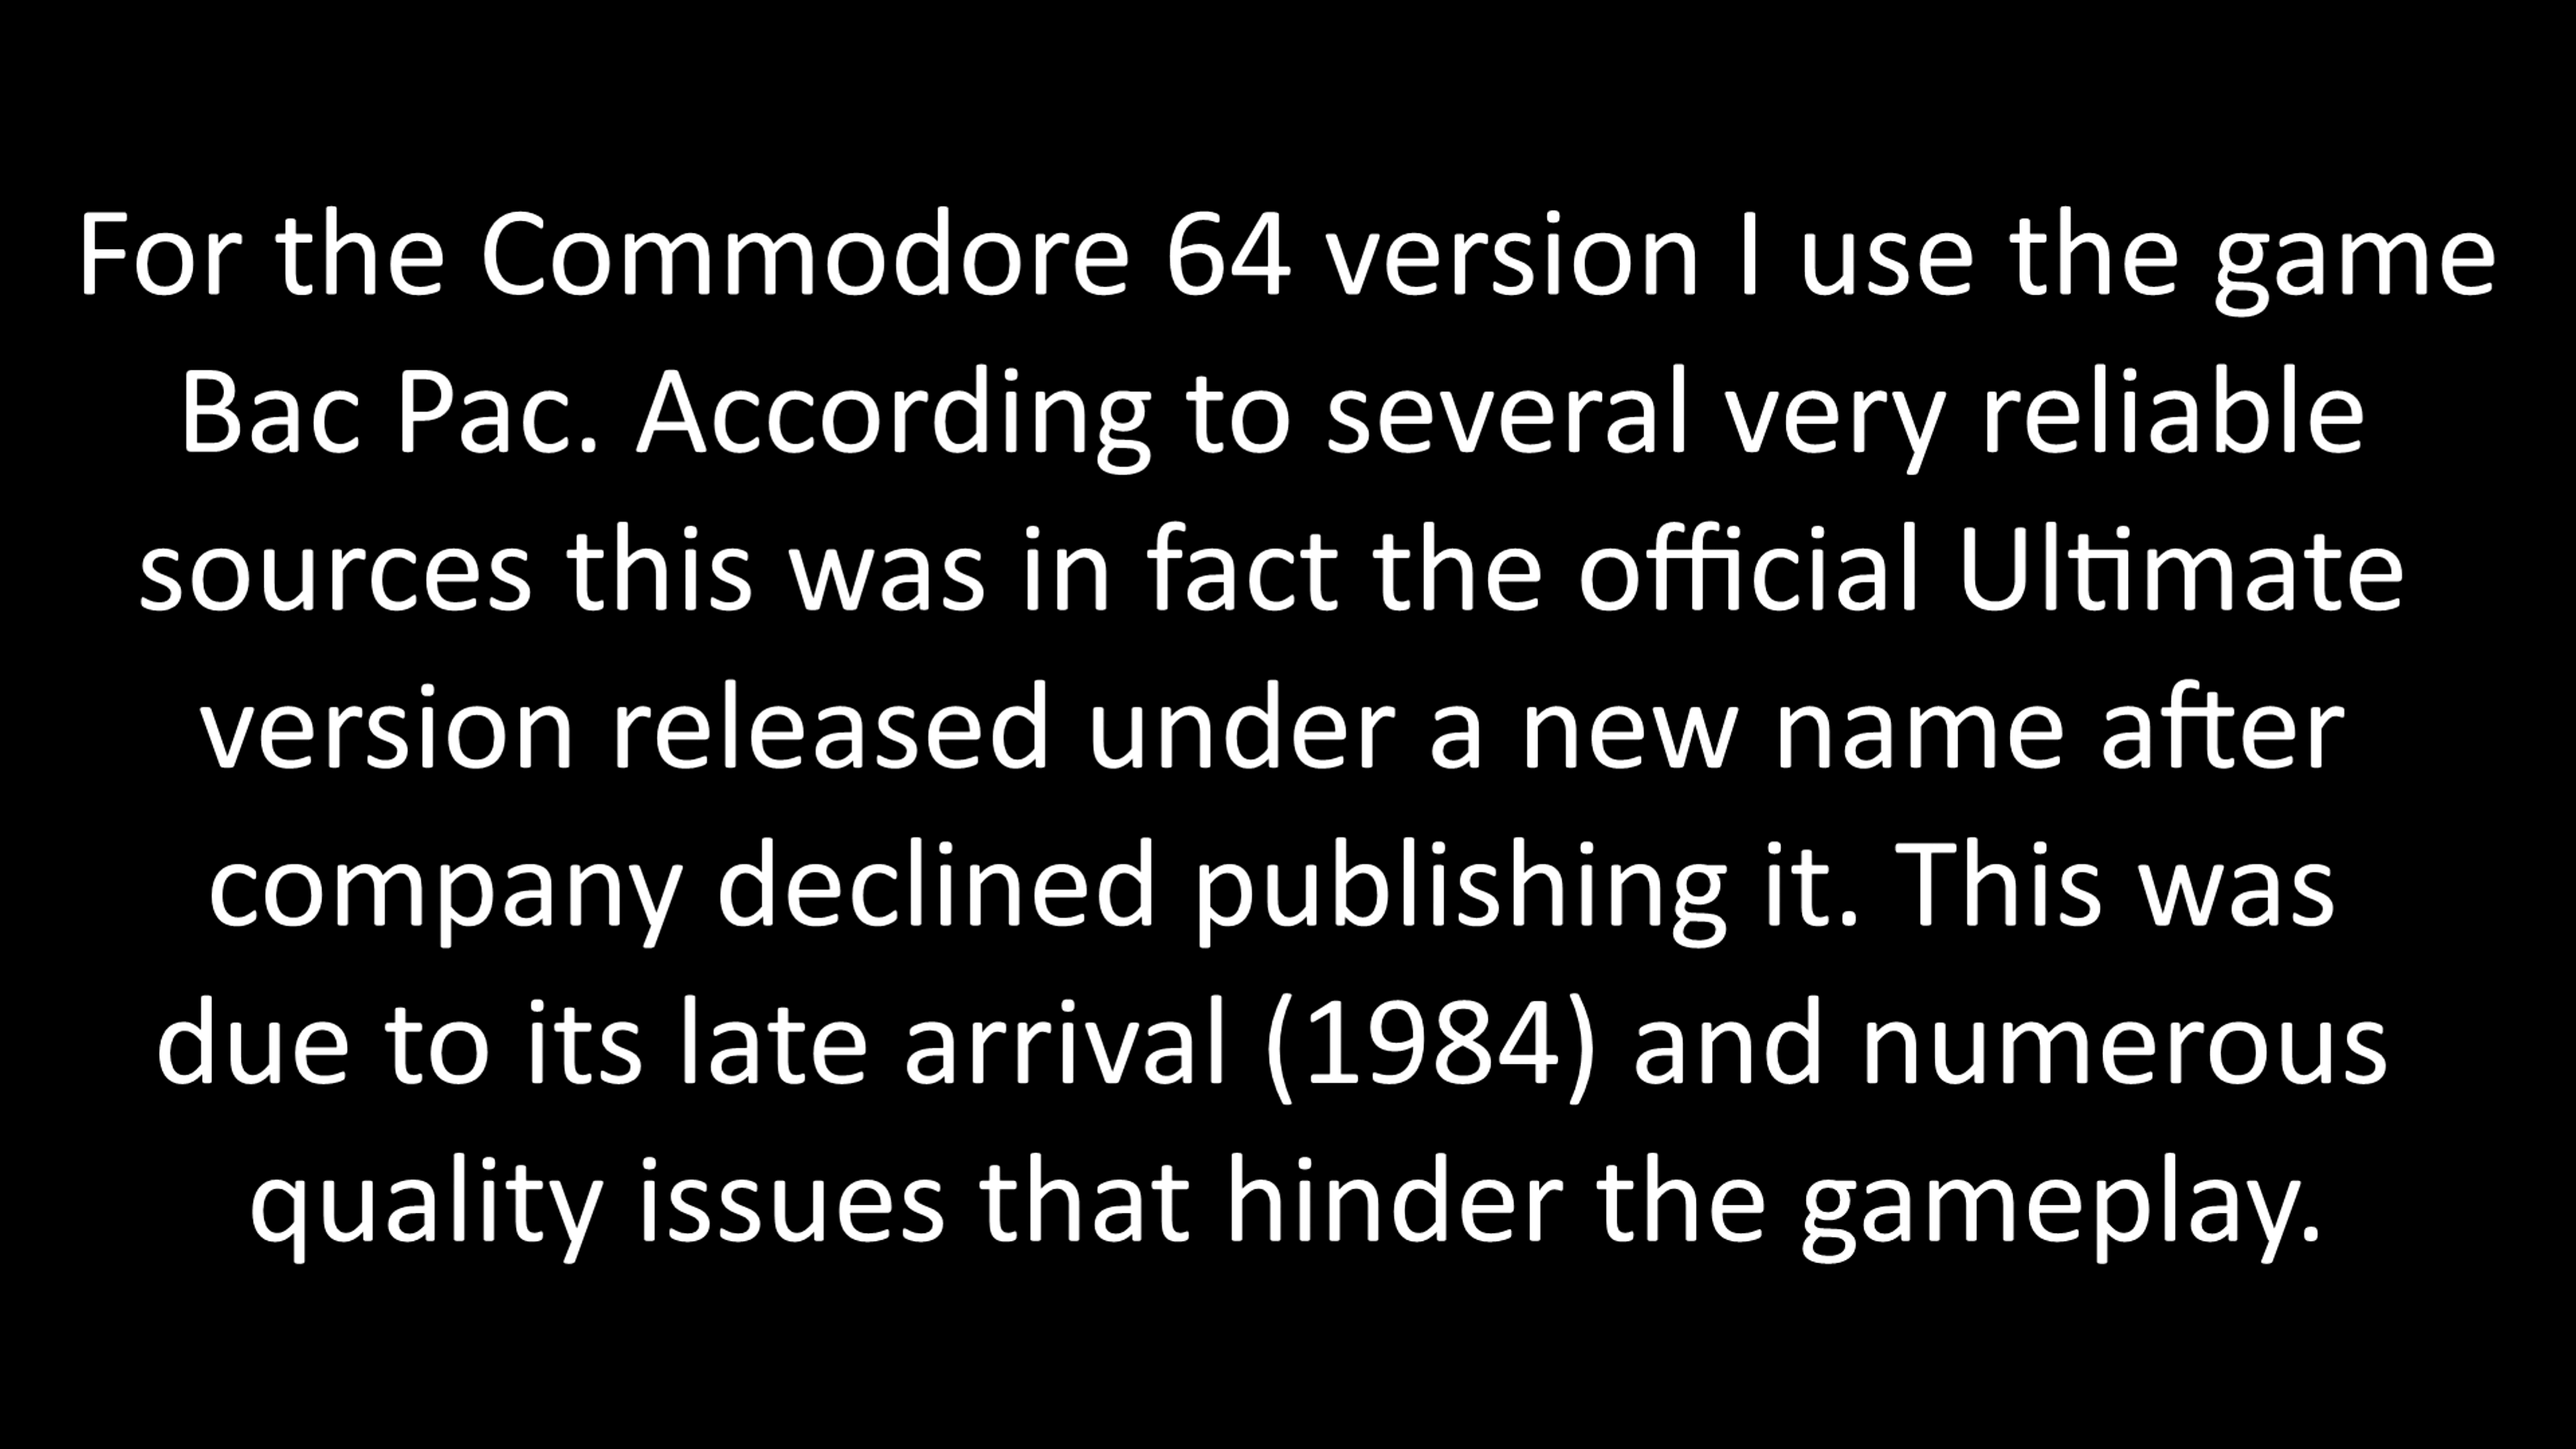 For the Commodore 64 version I use the game
Bac Pac. According to several very reliable
sources this was in fact the official Ultimate
version released under a new name after
company declined publishing it. This was
due to its late arrival (1984) and numerous
quality issues that hinder the gameplay.